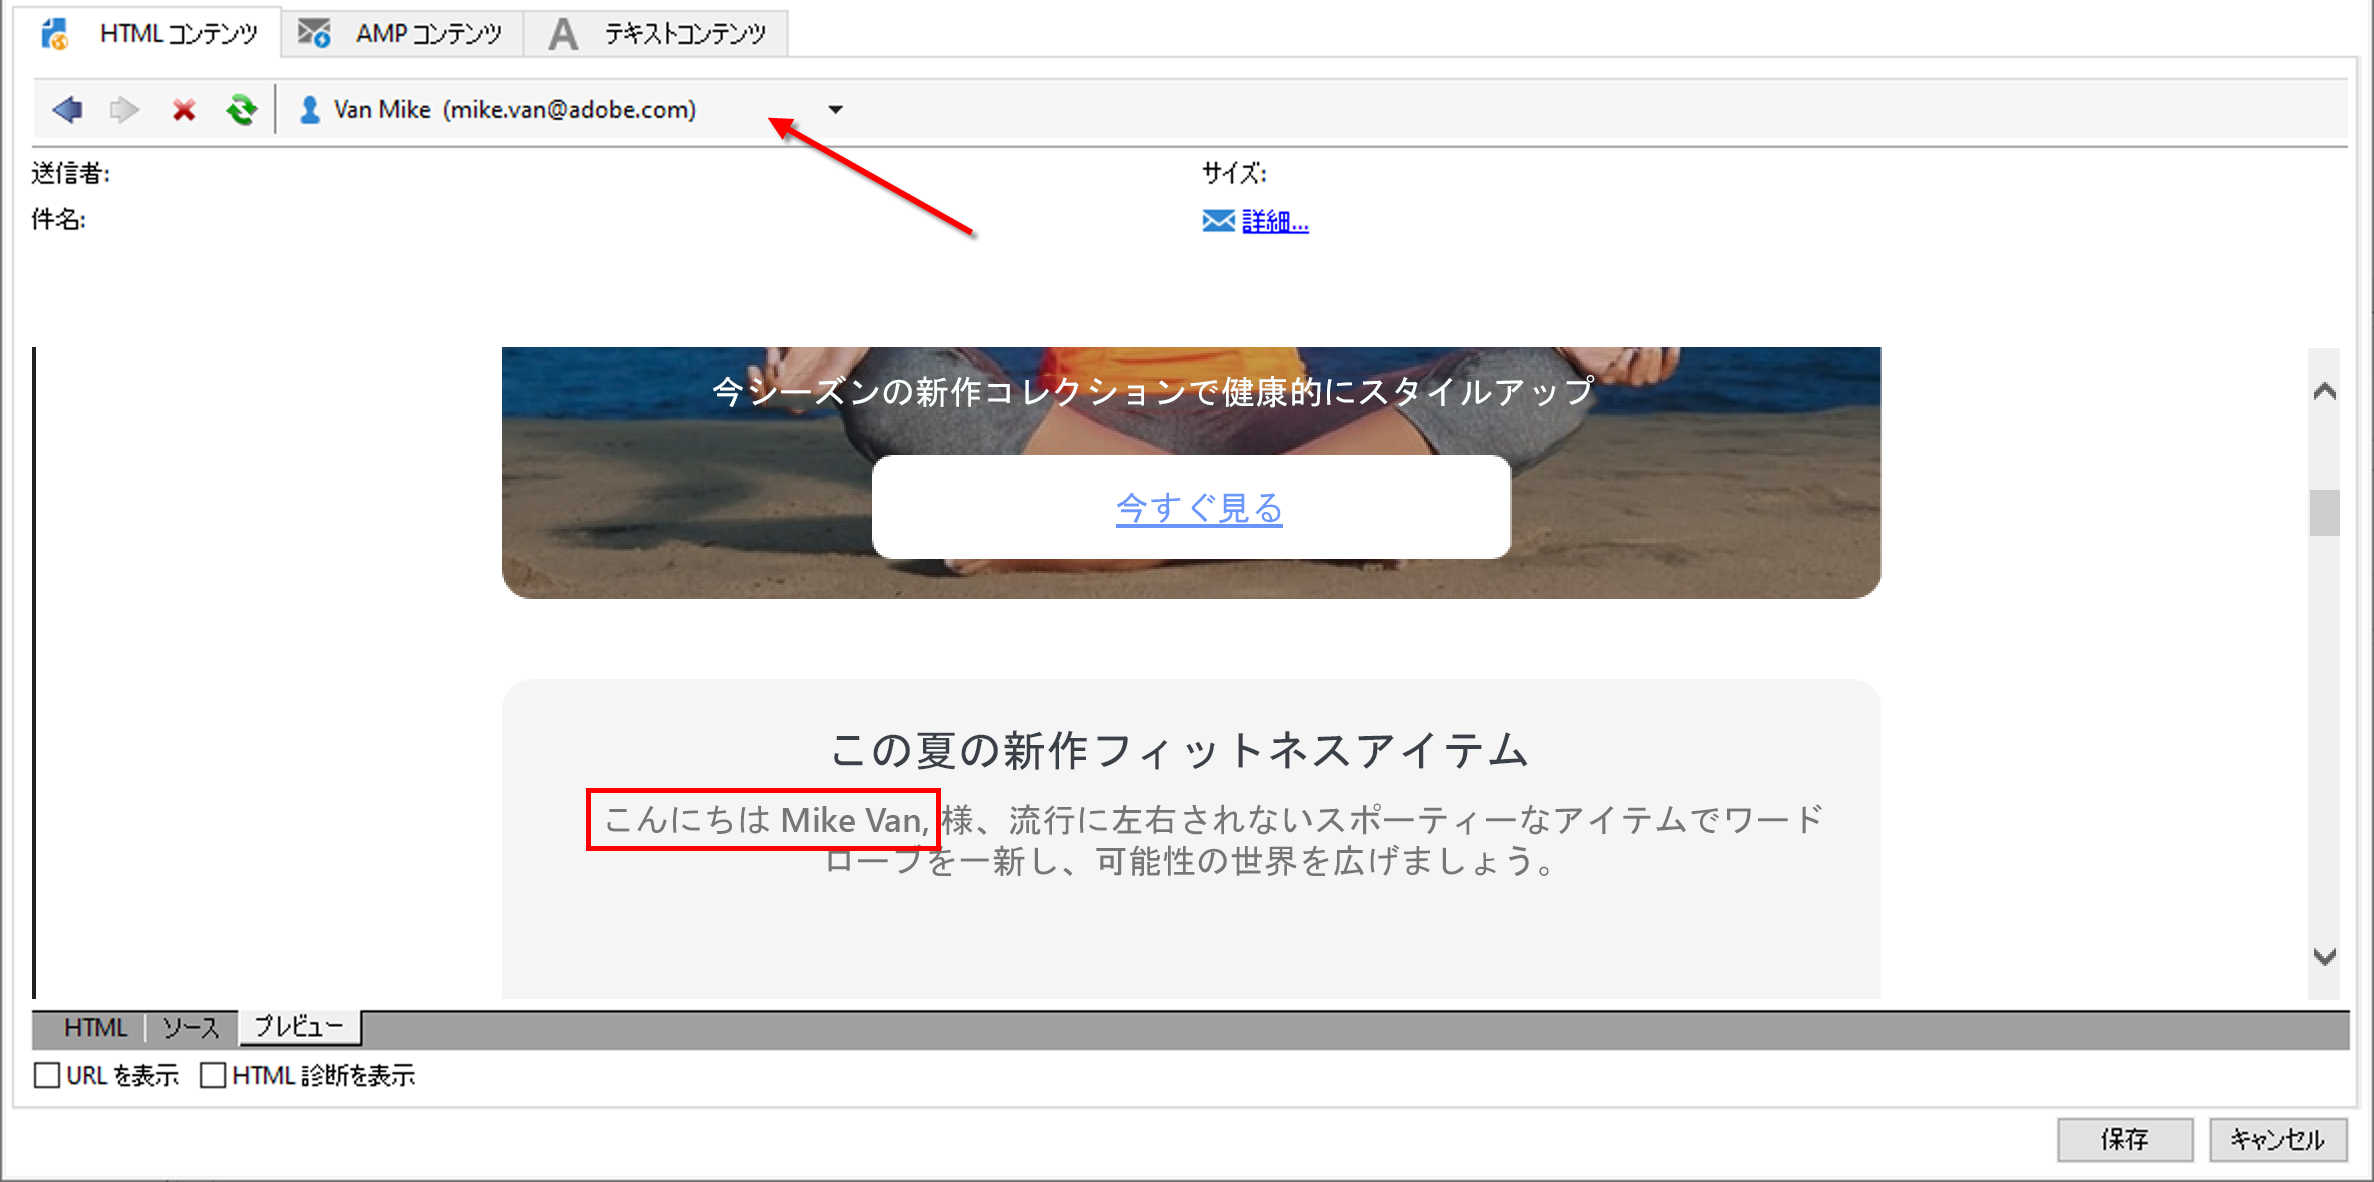 HTML コンテンツ
AMP コンテンツ
テキストコンテンツ
Van Mike (mike.van@adobe.com)
送信者:
サイズ:
件名:
詳細...
今シーズンの新作コレクションで健康的にスタイルアップ
今すぐ見る
この夏の新作フィットネスアイテム
こんにちは Mike Van, 様、流行に左右されないスポーティーなアイテムでワード
ローブを一新し、可能性の世界を広げましょう。
HTML
ソース
プレビュー
URL を表示
HTML 診断を表示
保存
キャンセル